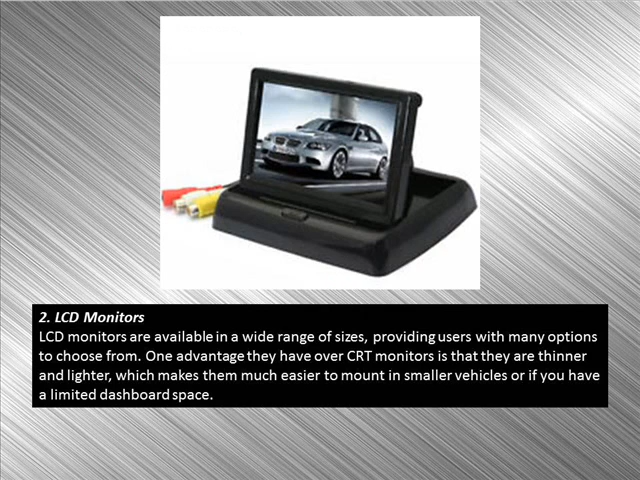 2. LCD Monitors
LCD monitors are available in a wide range of sizes, providing users with many options
to choose from. One advantage they have over CRT monitors is that they are thinner
and lighter, which makes them much easier to mount in smaller vehicles or if you have
a limited dashboard space.